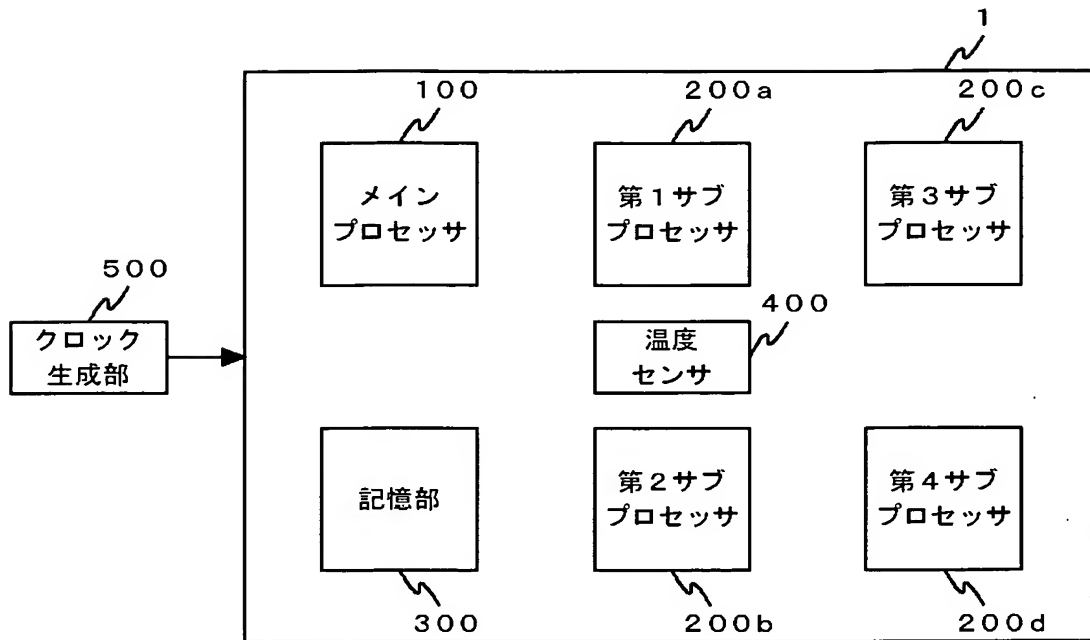 1
100
200a
200c
メイン
プロセッサ
第1サブ
プロセッサ
第3サブ
プロセッサ
500
クロック
生成部
400
温度
センサ
記憶部
第2サブ
プロセッサ
第4サブ
プロセッサ
300
200b
200d